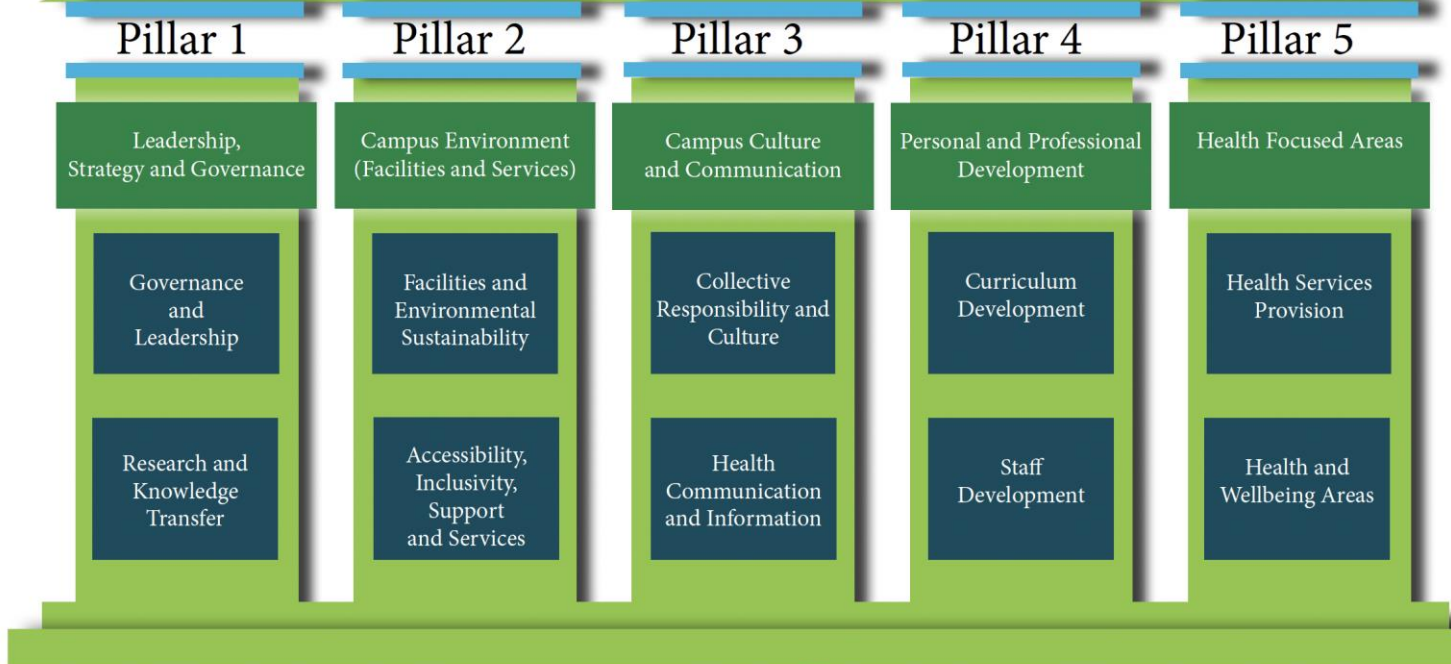 Pillar 1
Pillar 2
Pillar 3
Pillar 4
Pillar 5
Leadership,
Strategy and Governance
Campus Environment
(Facilities and Services)
Campus Culture
and Communication
Personal and Professional
Development
Health Focused Areas
Governance
and
Leadership
Facilities and
Environmental
Sustainability
Collective
Responsibility and
Culture
Curriculum
Development
Health Services
Provision
Research and
Knowledge
Transfer
Accessibility,
Inclusivity,
Support
and Services
Health
Communication
and Information
Staff
Development
Health and
Wellbeing Areas